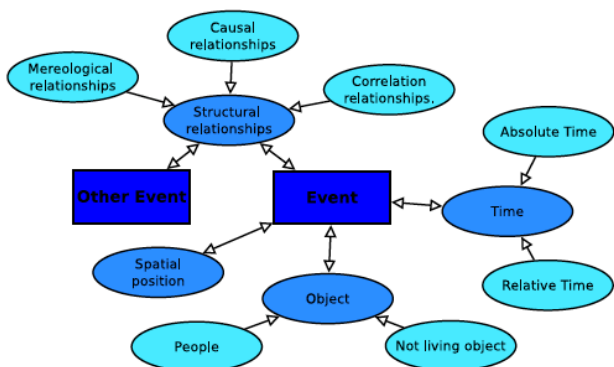 Causal
relationships
Mereological
relationships
Correlation
relationships.
Structural
relationships
Absolute Time
Other Event
Event
Time
Spatial
position
Object
Relative Time
People
Not living object